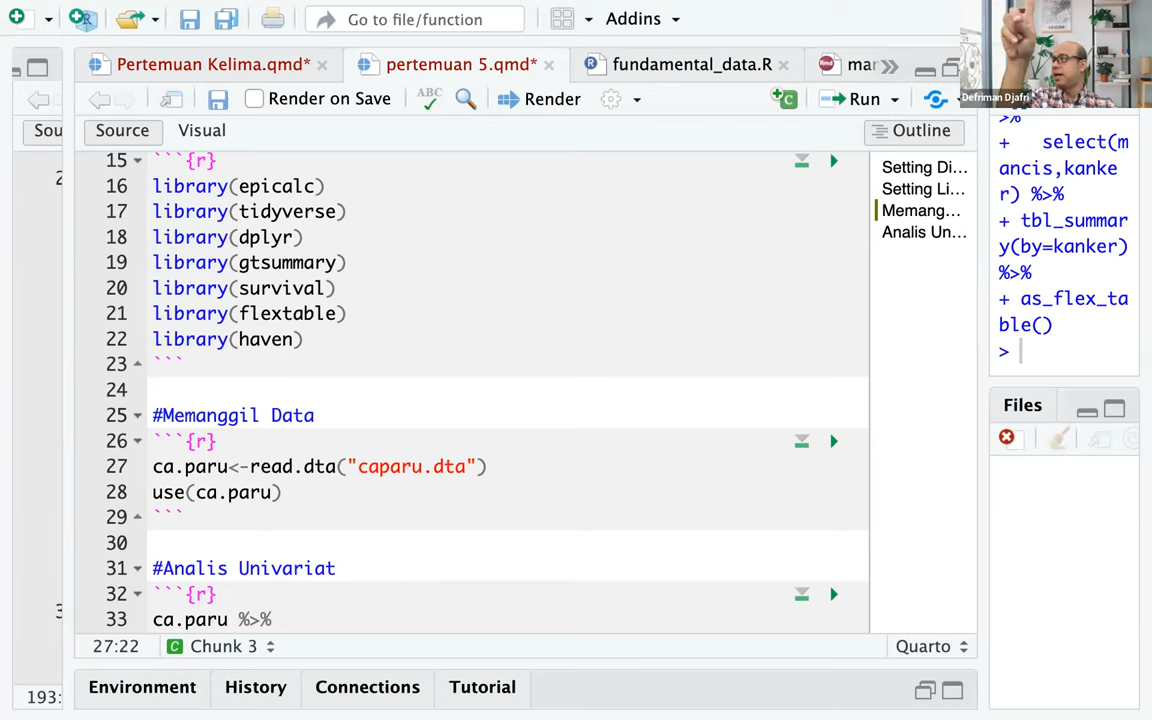 Go to file/function
Addins
Pertemuan Kelima.qmd*
pertemuan 5.qmd*
fundamental_data.R
mar
Render on Save
ABC
Render
Run
Defriman Djafri
Sou
Source
Visual
Outline
15 ```{r}
16 library(epicalc)
17 library(tidyverse)
18 library(dplyr)
19 library(gtsummary)
20 library(survival)
21 library(flextable)
22 library(haven)
23 ```
24
25 #Memanggil Data
26 ```{r}
27 ca.paru<-read.dta("caparu.dta")
28 use(ca.paru)
29 ```
30
31 #Analis Univariat
32 ```{r}
33 ca.paru %>%
Setting Di...
Setting Li...
Memang...
Analis Un...
%>%
+   select(m
ancis,kanke
r) %>%
+ tbl_summar
y(by=kanker)
%>%
+ as_flex_ta
ble()
>
Files
27:22
Chunk 3
Quarto
193:
Environment
History
Connections
Tutorial